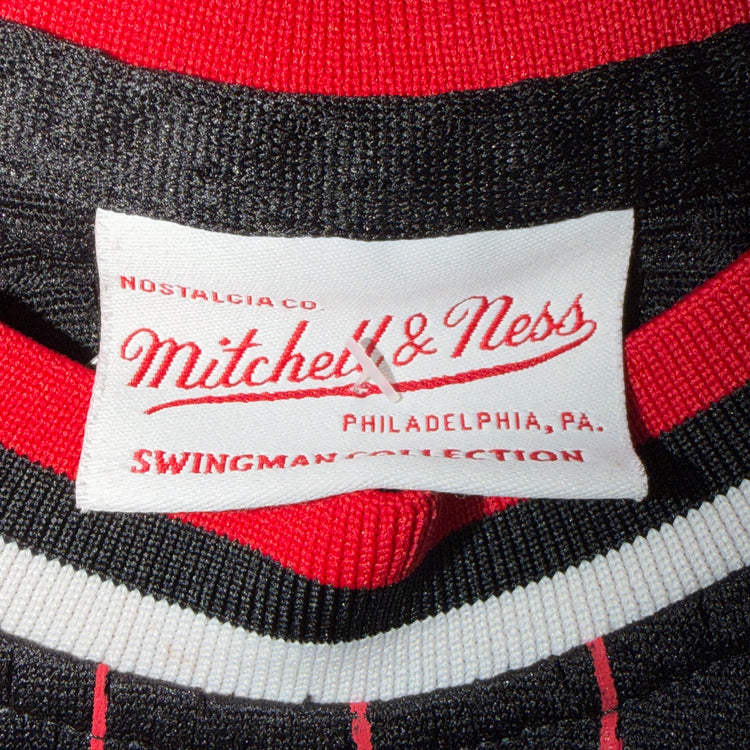 NOSTALGIA CO.
Mitchell & Ness
PHILADELPHIA, PA.
SWINGMAN COLLECTION